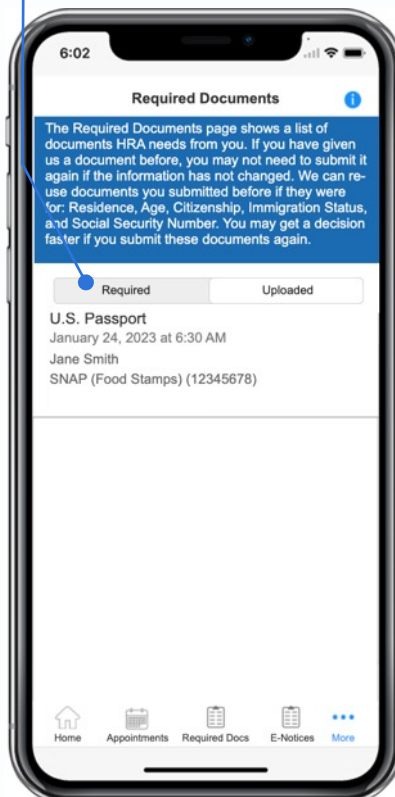 6:02
Required Documents
The Required Documents page shows a list of
documents HRA needs from you. If you have given
us a document before, you may not need to submit it
again if the information has not changed. We can re-
use documents you submitted before if they were
for: Residence, Age, Citizenship, Immigration Status,
and Social Security Number. You may get a decision
faster if you submit these documents again.
Required Uploaded
U.S. Passport
January 24, 2023 at 6:30 AM
Jane Smith
SNAP (Food Stamps) (12345678)
Home Appointments Required Docs E-Notices More